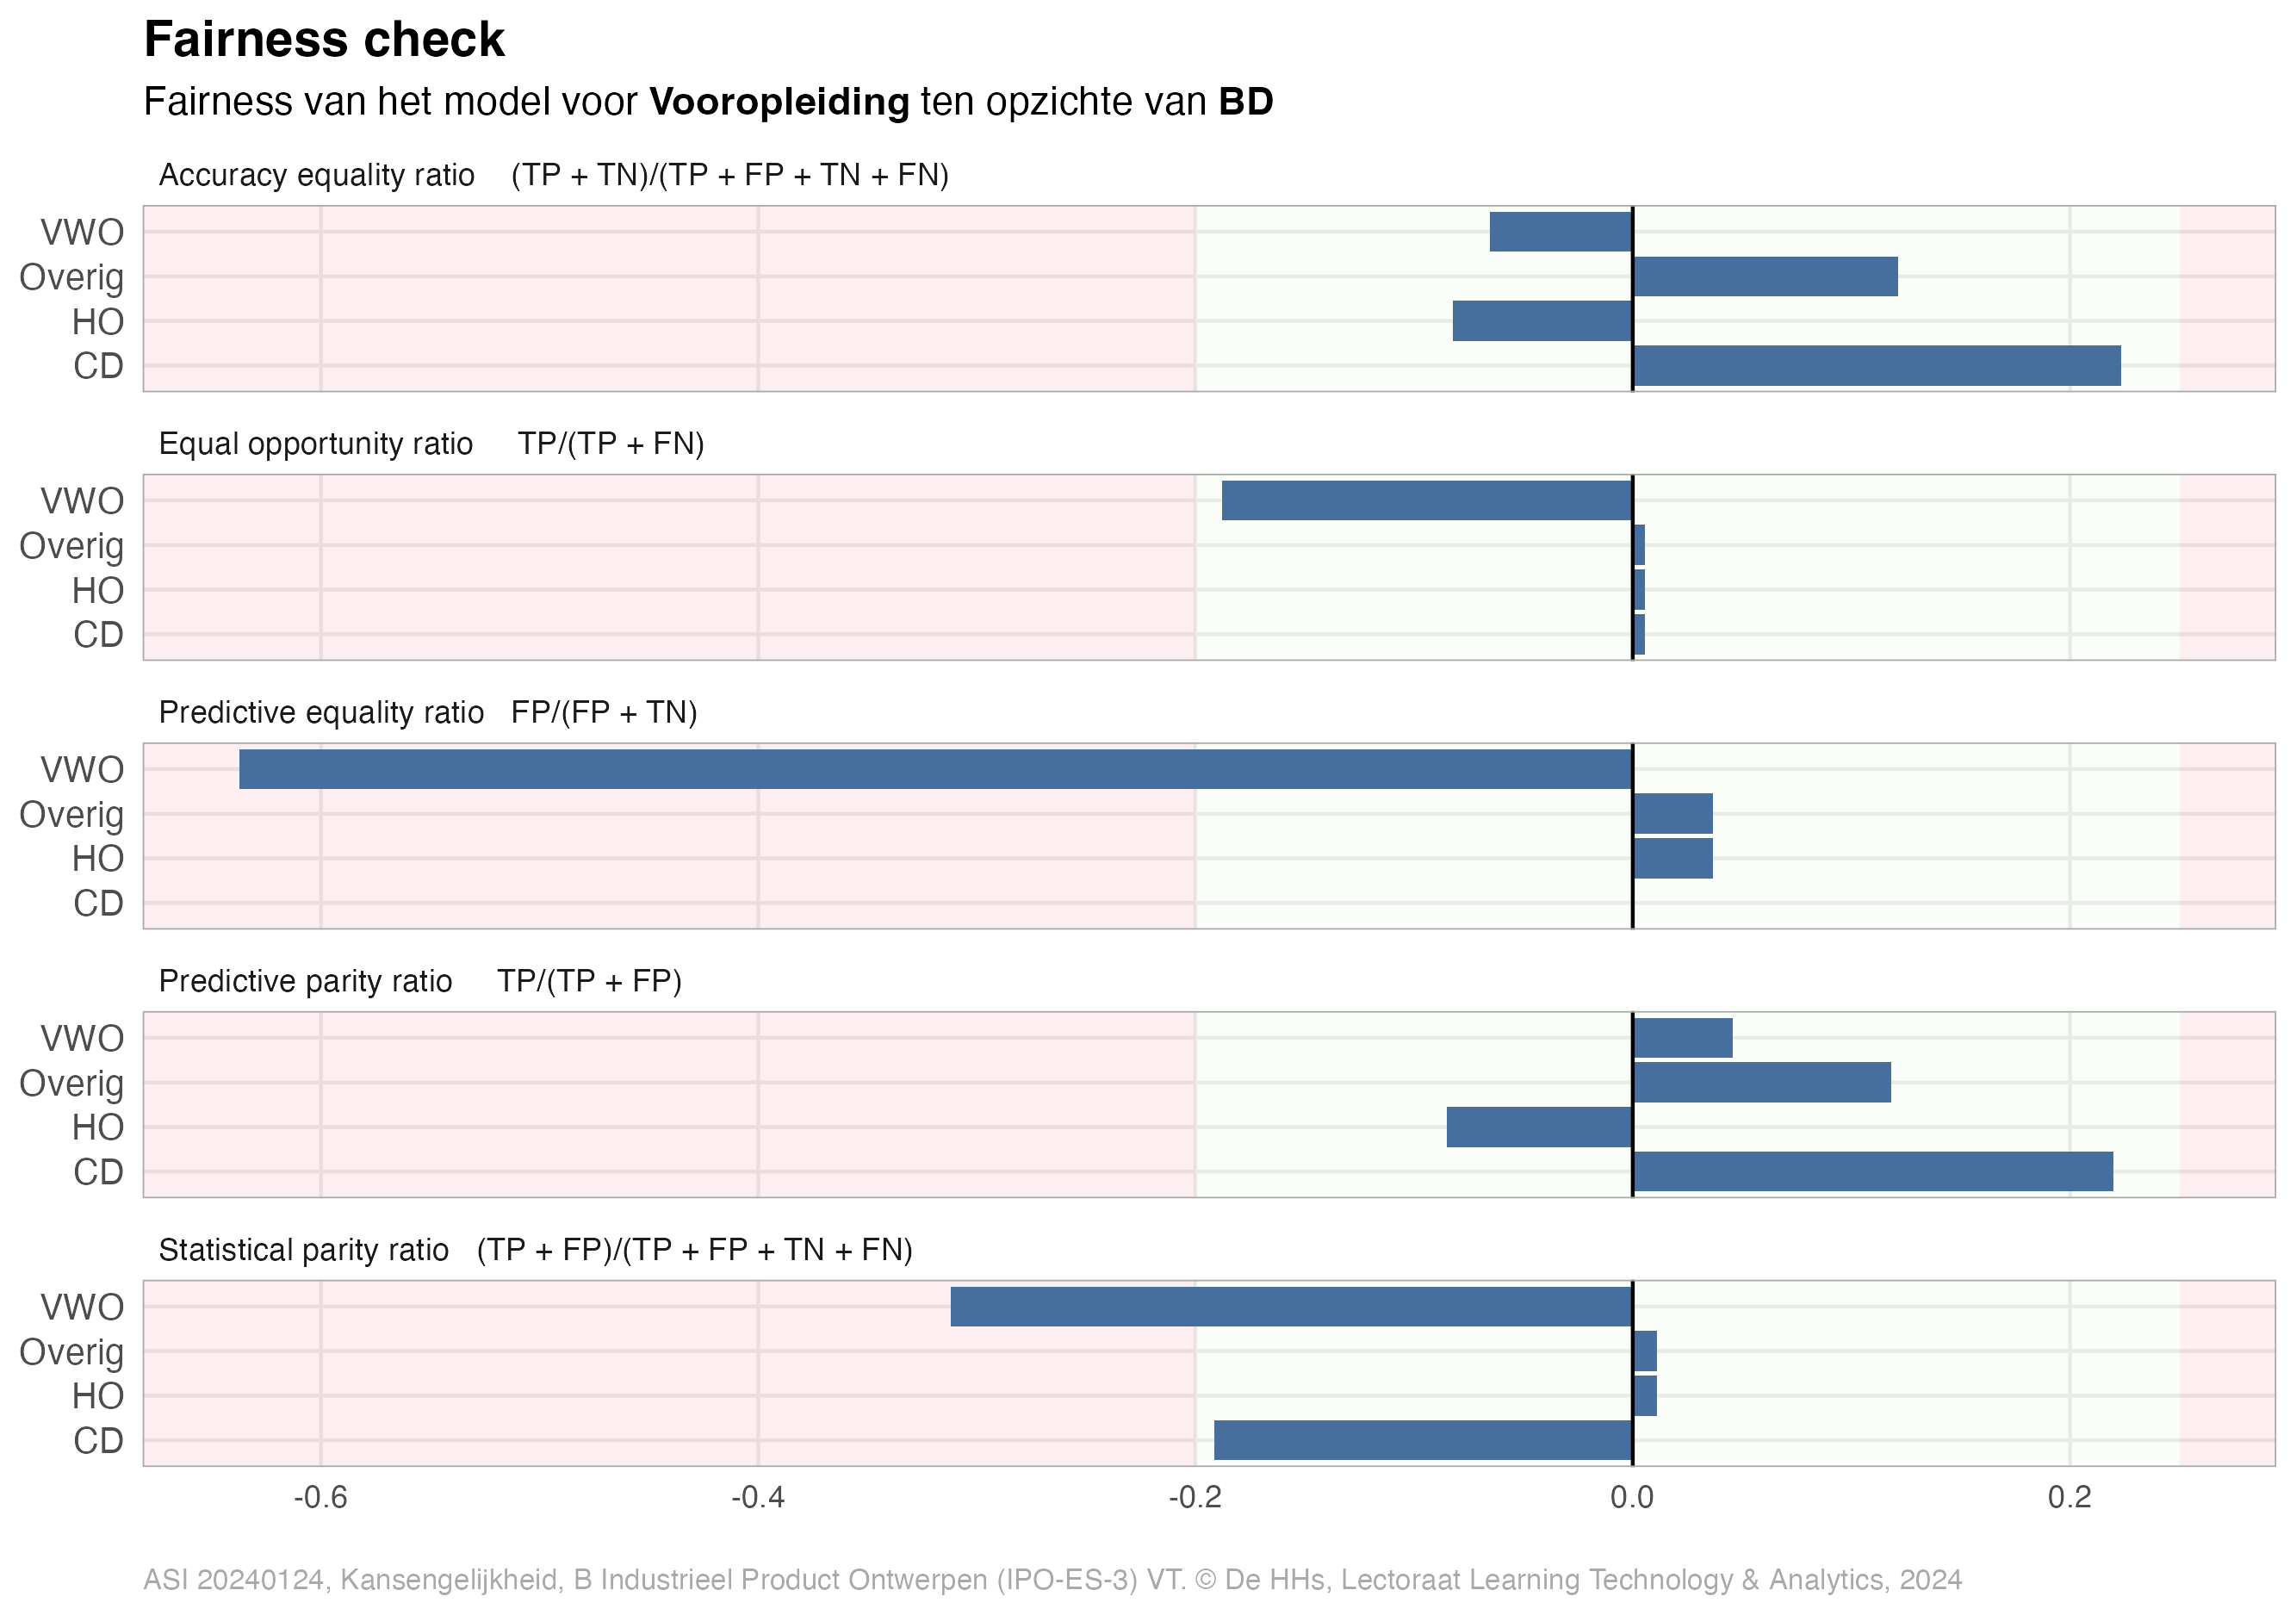 Fairness check
Fairness van het model voor Vooropleiding ten opzichte van BD
Accuracy equality ratio (TP + TN)/(TP + FP + TN + FN)
VWO
Overig
HO
CD
Equal opportunity ratio TP/(TP + FN)
VWO
Overig
HO
CD
Predictive equality ratio FP/(FP + TN)
VWO
Overig
HO
CD
Predictive parity ratio TP/(TP + FP)
VWO
Overig
HO
CD
Statistical parity ratio (TP + FP)/(TP + FP + TN + FN)
VWO
Overig
HO
CD
-0.6 -0.4 -0.2 0.0 0.2
ASI 20240124, Kansengelijkheid, B Industrieel Product Ontwerpen (IPO-ES-3) VT. © De HHs, Lectoraat Learning Technology & Analytics, 2024